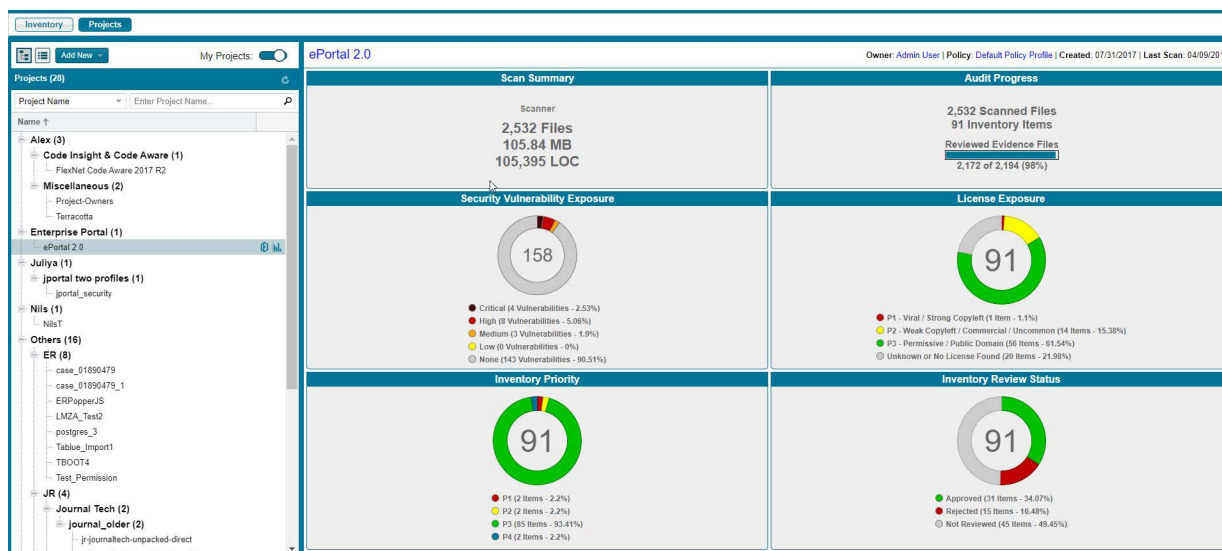 Inventory
Projects
Add New
My Projects:
Projects (28)
Project Name
Enter Project Name...
Name
Alex (3)
Code Insight & Code Aware (1)
FlexNet Code Aware 2017 R2
Miscellaneous (2)
Project-Owners
Terracotta
Enterprise Portal (1)
ePortal 2.0
Juliya (1)
jportal two profiles (1)
jportal_security
Nils (1)
NilsT
Others (16)
ER (8)
case_01890479
case_01890479_1
ERPopperJS
LMZA_Test2
postgres_3
Tablue_Import1
TBOOT4
Test_Permission
JR (4)
Journal Tech (2)
journal_older (2)
jr-journaltech-unpacked-direct
ePortal 2.0
Owner: Admin User | Policy: Default Policy Profile | Created: 07/31/2017 | Last Scan: 04/09/201
Scan Summary
Scanner
2,532 Files
105.84 MB
105,395 LOC
Audit Progress
2,532 Scanned Files
91 Inventory Items
Reviewed Evidence Files
2,172 of 2,194 (98%)
Security Vulnerability Exposure
158
Critical (4 Vulnerabilities - 2.53%)
High (8 Vulnerabilities - 5.06%)
Medium (3 Vulnerabilities - 1.9%)
Low (0 Vulnerabilities - 0%)
None (143 Vulnerabilities - 90.51%)
License Exposure
91
P1 - Viral / Strong Copyleft (1 Item - 1.1%)
P2 - Weak Copyleft / Commercial / Uncommon (14 Items - 15.38%)
P3 - Permissive / Public Domain (56 Items - 61.54%)
Unknown or No License Found (20 Items - 21.98%)
Inventory Priority
91
P1 (2 Items - 2.2%)
P2 (2 Items - 2.2%)
P3 (85 Items - 93.41%)
P4 (2 Items - 2.2%)
Inventory Review Status
91
Approved (31 Items - 34.07%)
Rejected (15 Items - 16.48%)
Not Reviewed (45 Items - 49.45%)